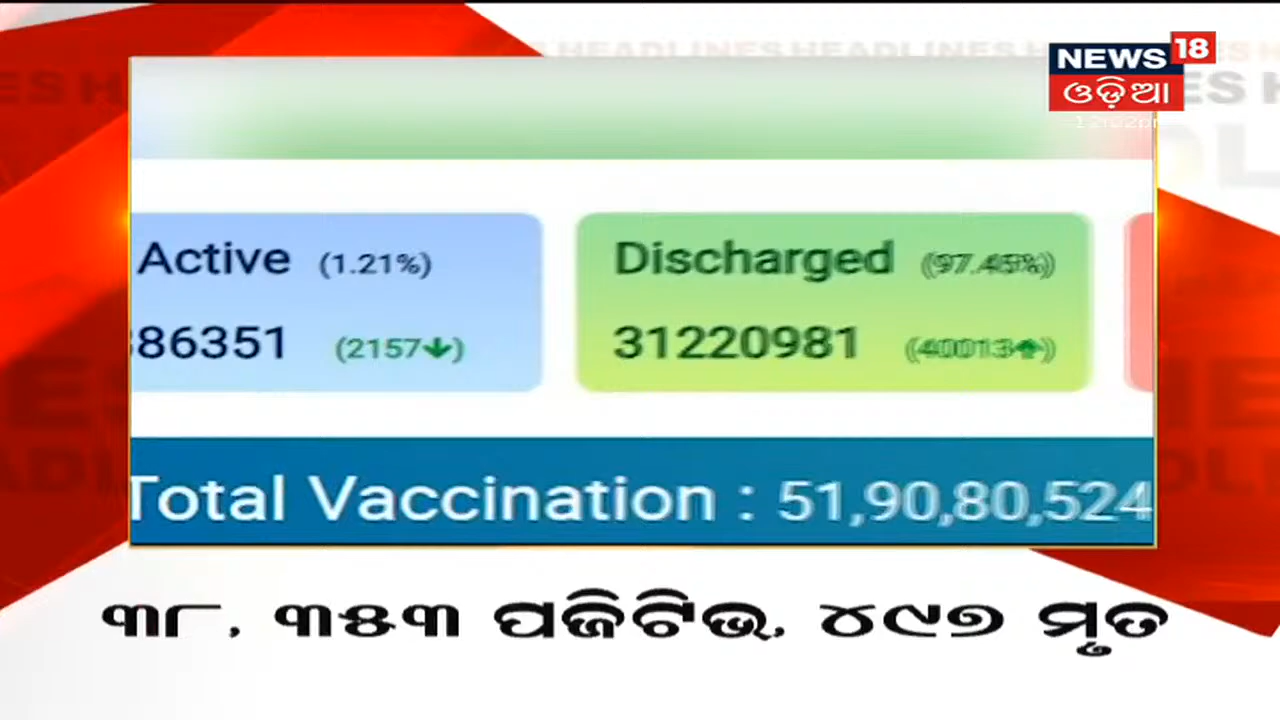 NEWS 18
ଓଡ଼ିଆ
Active (1.21%)
86351 (2157↓)
Discharged (97.45%)
31220981 (40013↑)
Total Vaccination : 51,90,80,524
୩୮, ୩୫୩ ପଜିଟିଭ, ୪୯୭ ମୃତ